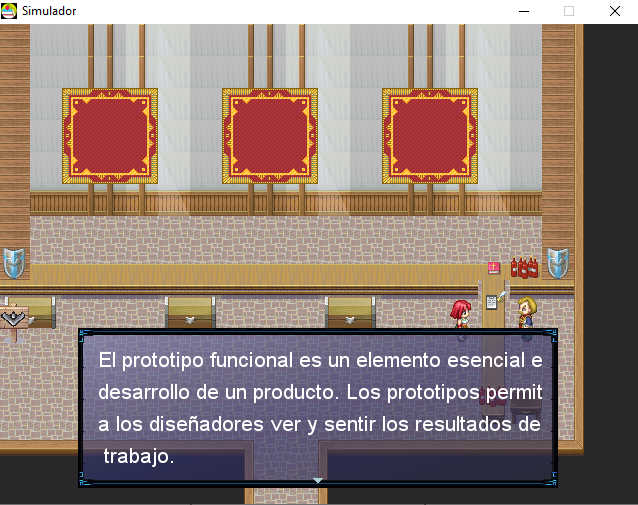 Simulador
El prototipo funcional es un elemento esencial e
desarrollo de un producto. Los prototipos permit
a los diseñadores ver y sentir los resultados de
trabajo.